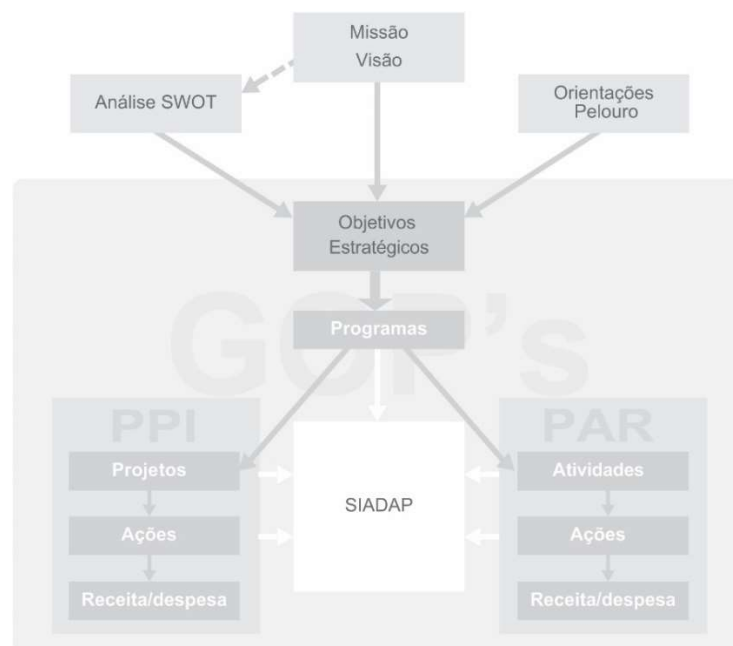 Missão
Visão
Análise SWOT
Orientações
Pelouro
Objetivos
Estratégicos
GOP's
Programas
PPI
PAR
Projetos
Atividades
SIADAP
Ações
Ações
Receita/despesa
Receita/despesa